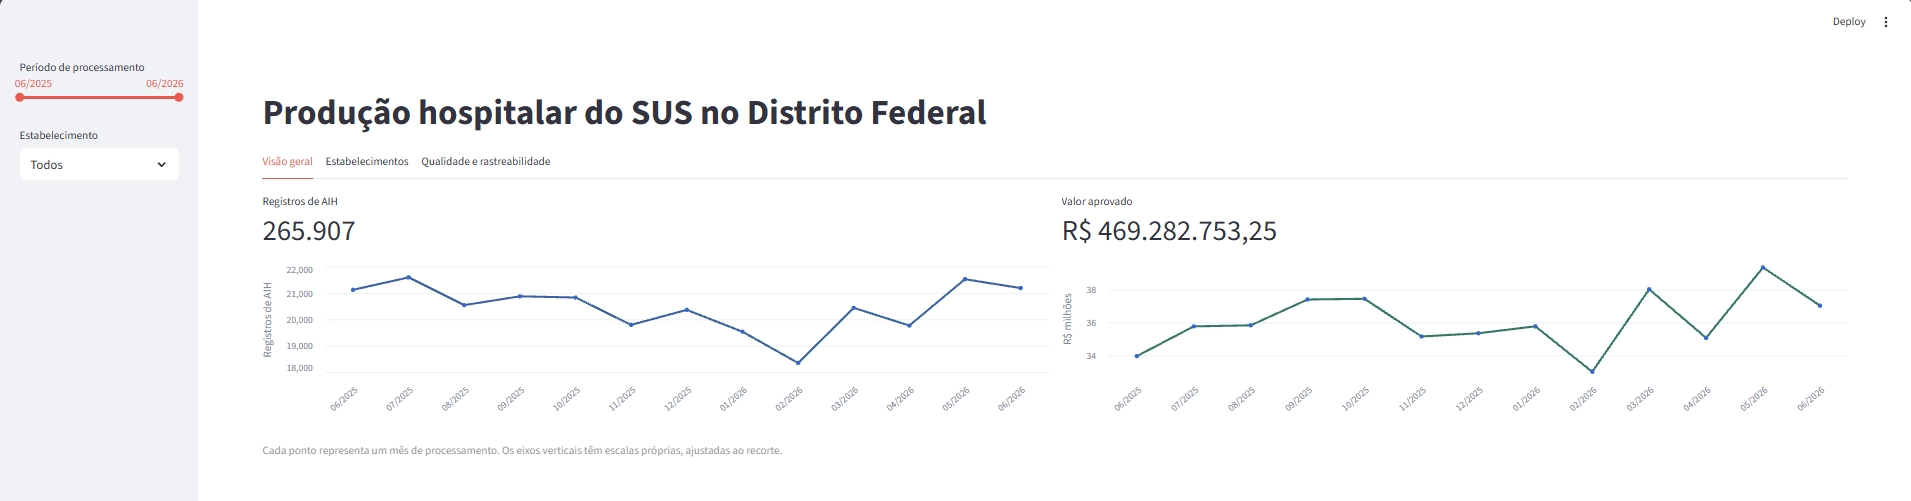 Deploy
Período de processamento
06/2025 06/2026
Estabelecimento
Todos
Produção hospitalar do SUS no Distrito Federal
Visão geral Estabelecimentos Qualidade e rastreabilidade
Registros de AIH
265.907
Registros de AIH
22,000
21,000
20,000
19,000
18,000
06/2025 07/2025 08/2025 09/2025 10/2025 11/2025 12/2025 01/2026 02/2026 03/2026 04/2026 05/2026 06/2026
Valor aprovado
R$ 469.282.753,25
R$ milhões
38
36
34
06/2025 07/2025 08/2025 09/2025 10/2025 11/2025 12/2025 01/2026 02/2026 03/2026 04/2026 05/2026 06/2026
Cada ponto representa um mês de processamento. Os eixos verticais têm escalas próprias, ajustadas ao recorte.